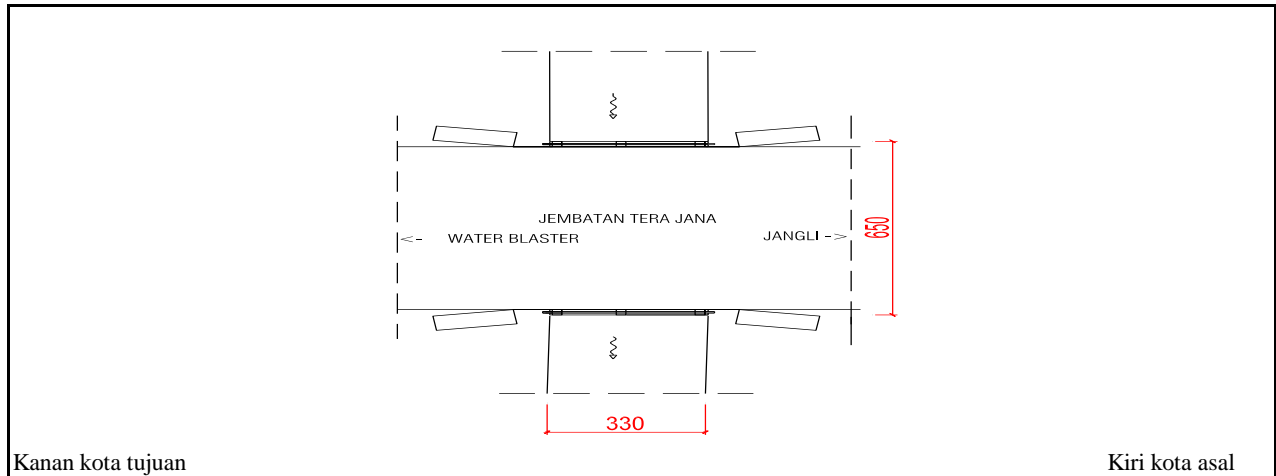 JEMBATAN TERA JANA
<- WATER BLASTER
JANGLI ->
650
330
Kanan kota tujuan
Kiri kota asal